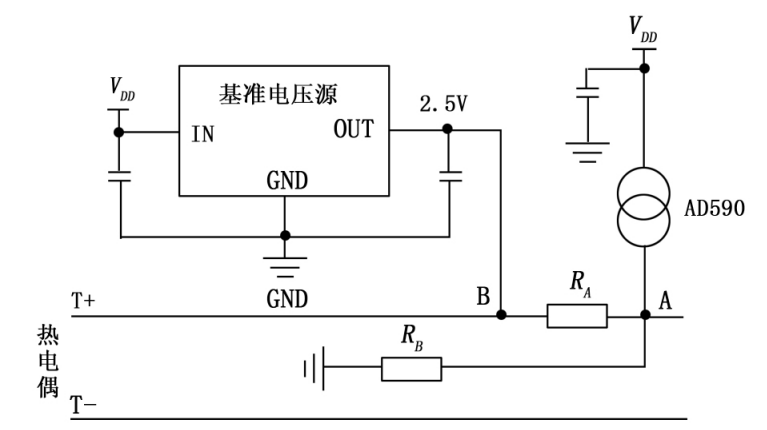 V_DD
基准电压源
IN
OUT
GND
2.5V
V_DD
AD590
GND
T+
B
R_A
A
R_B
热电偶
T−